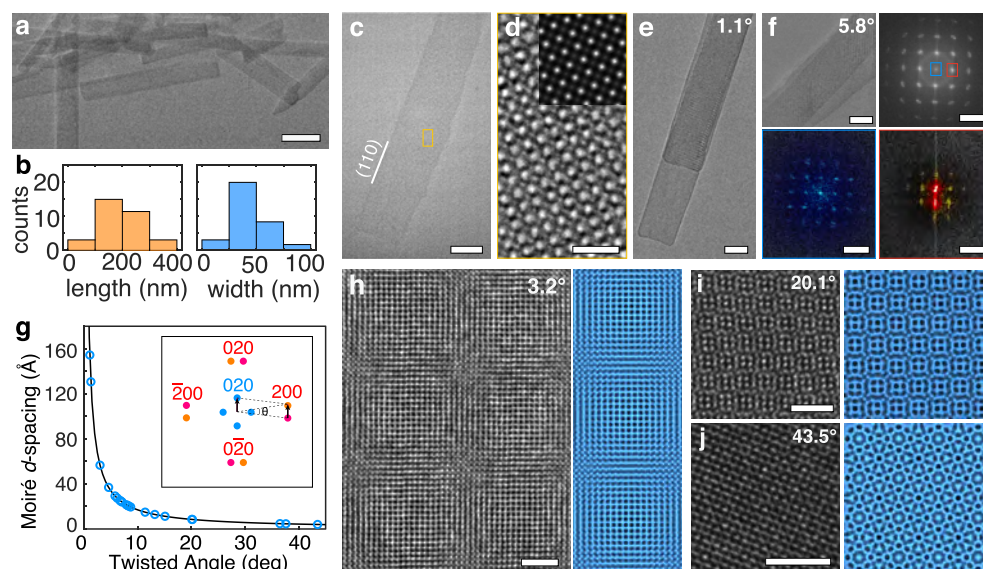 a
b
counts
20
10
0
0
200
400
length (nm)
0
50
100
width (nm)
c
(110)
d
e
1.1°
f
5.8°
g
Moiré d-spacing (Å)
160
120
80
40
0
0
10
20
30
40
Twisted Angle (deg)
020
2̅00
020
200
θ
02̅0
h
3.2°
i
20.1°
j
43.5°